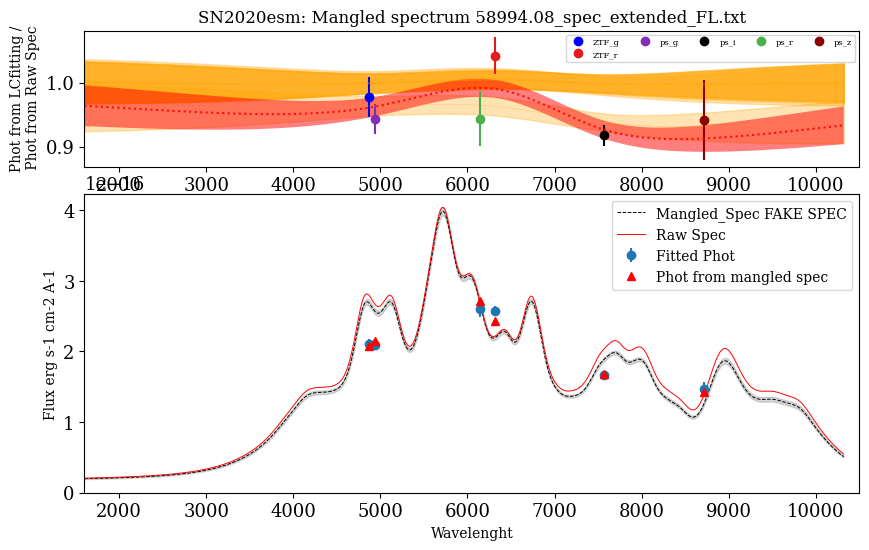 SN2020esm: Mangled spectrum 58994.08_spec_extended_FL.txt
Phot from LCfitting /
Phot from Raw Spec
1.0
0.9
ZTF_g ps_g ps_i ps_r ps_z
ZTF_r
2000 3000 4000 5000 6000 7000 8000 9000 10000
1e−16
Flux erg s-1 cm-2 A-1
4
3
2
1
0
Mangled_Spec FAKE SPEC
Raw Spec
Fitted Phot
Phot from mangled spec
2000 3000 4000 5000 6000 7000 8000 9000 10000
Wavelenght